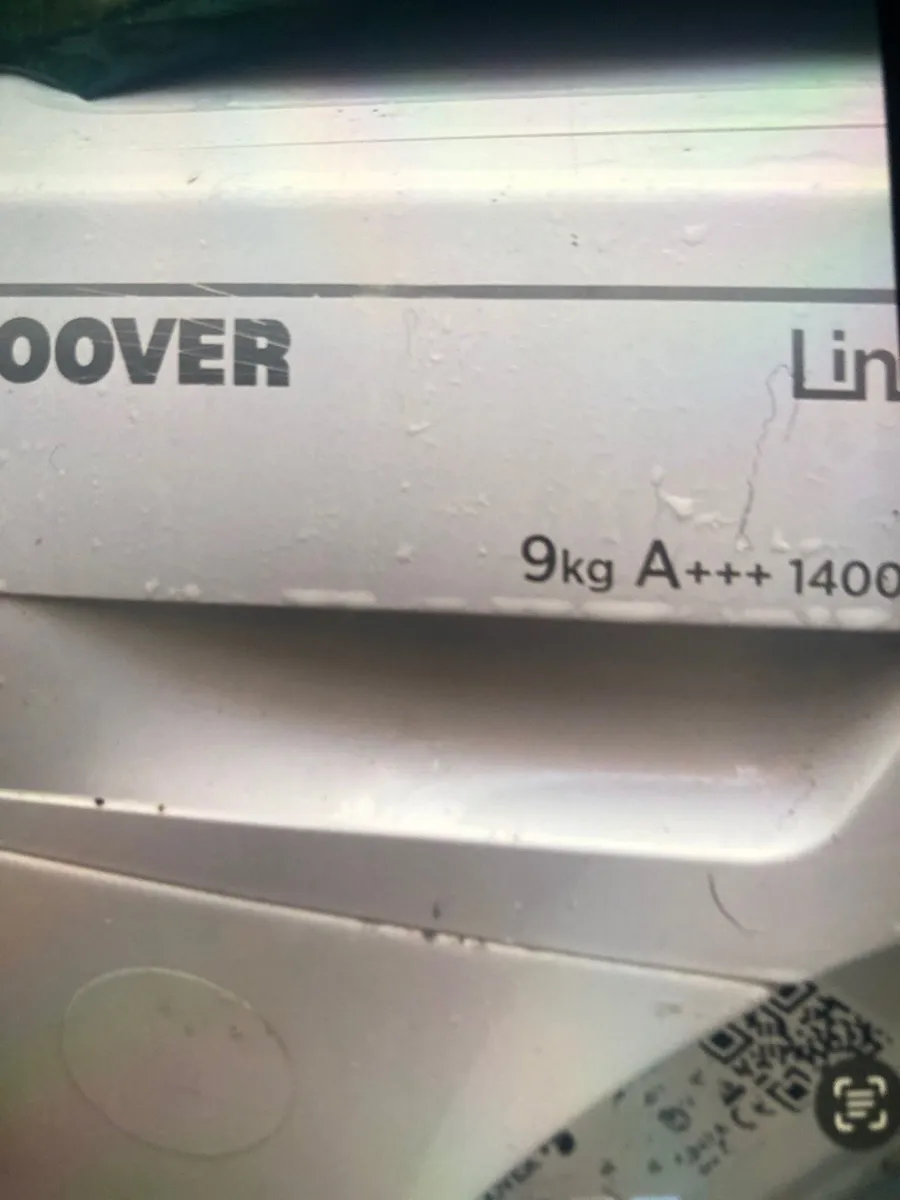 OOVER
Lin
9kg A+++ 1400